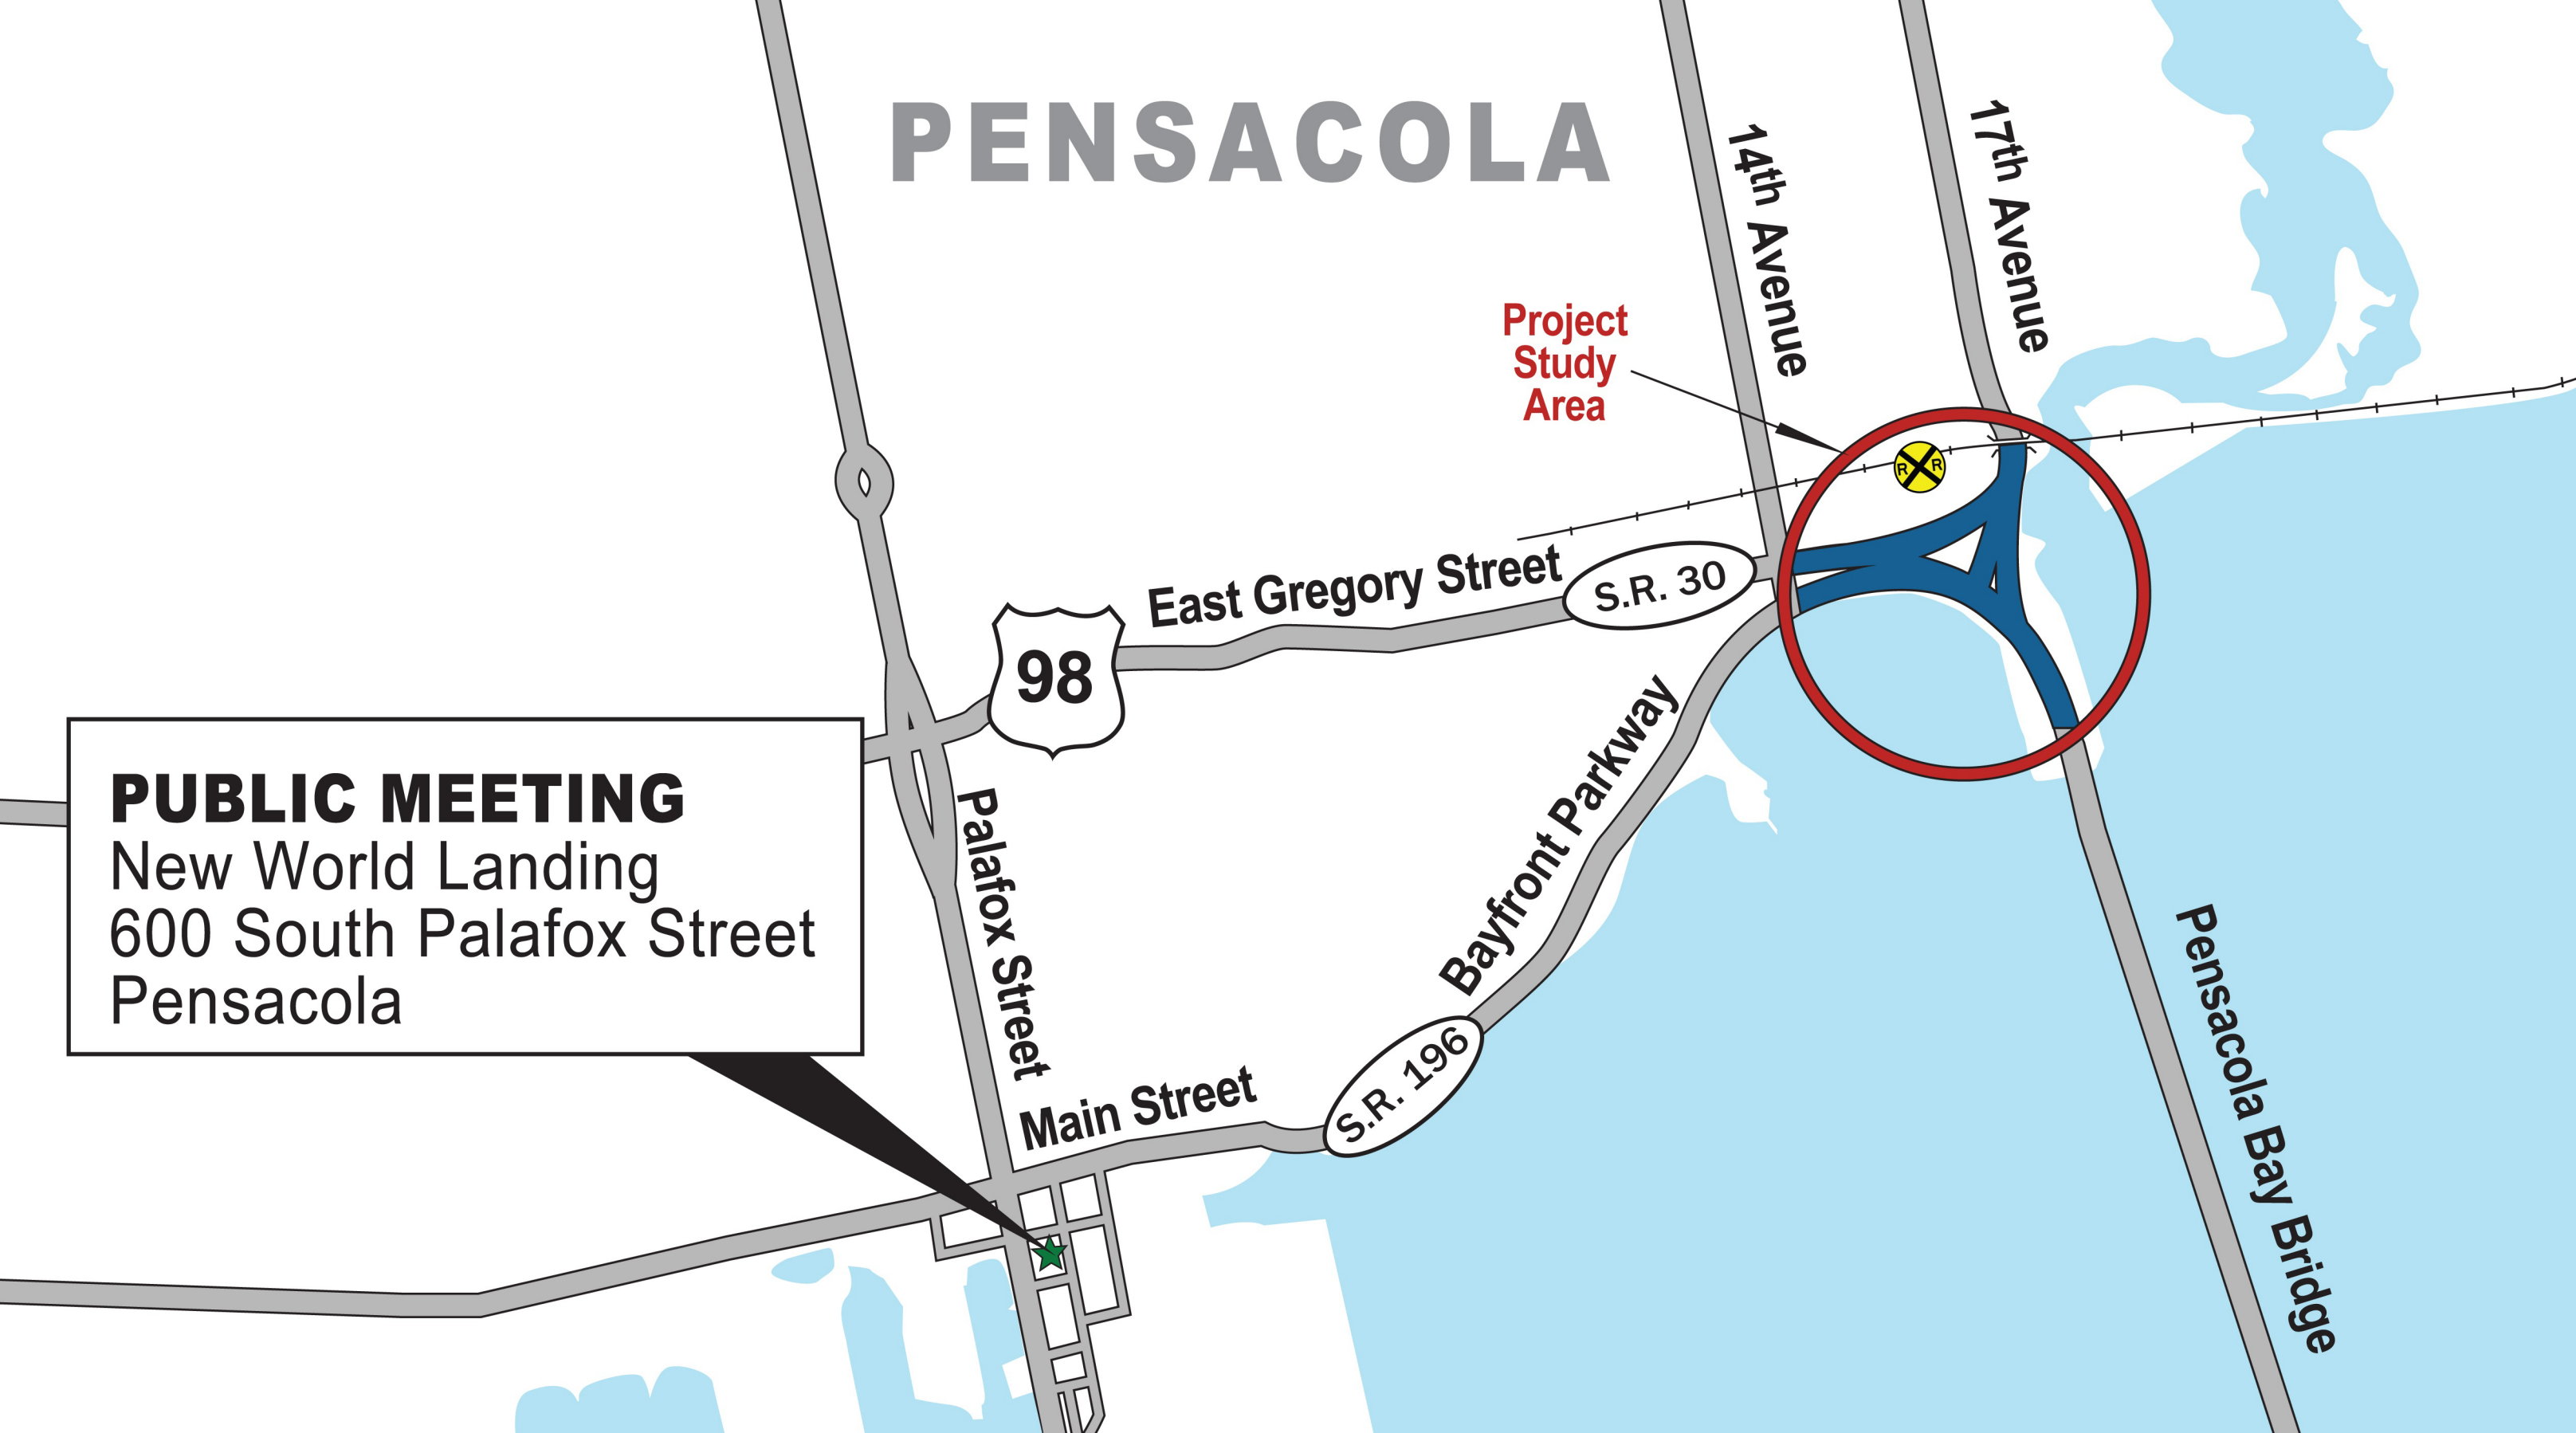 PENSACOLA
14th Avenue
17th Avenue
Project
Study
Area
R R
East Gregory Street
S.R. 30
98
PUBLIC MEETING
New World Landing
600 South Palafox Street
Pensacola
Palafox Street
Bayfront Parkway
S.R. 196
Main Street
Pensacola Bay Bridge